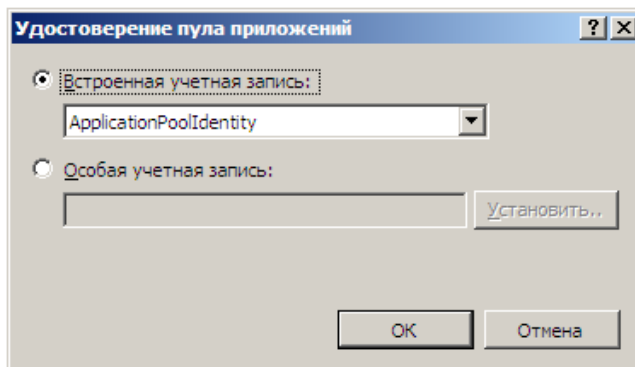 Удостоверение пула приложений
Встроенная учетная запись:
ApplicationPoolIdentity
Особая учетная запись:
Установить..
ОК
Отмена